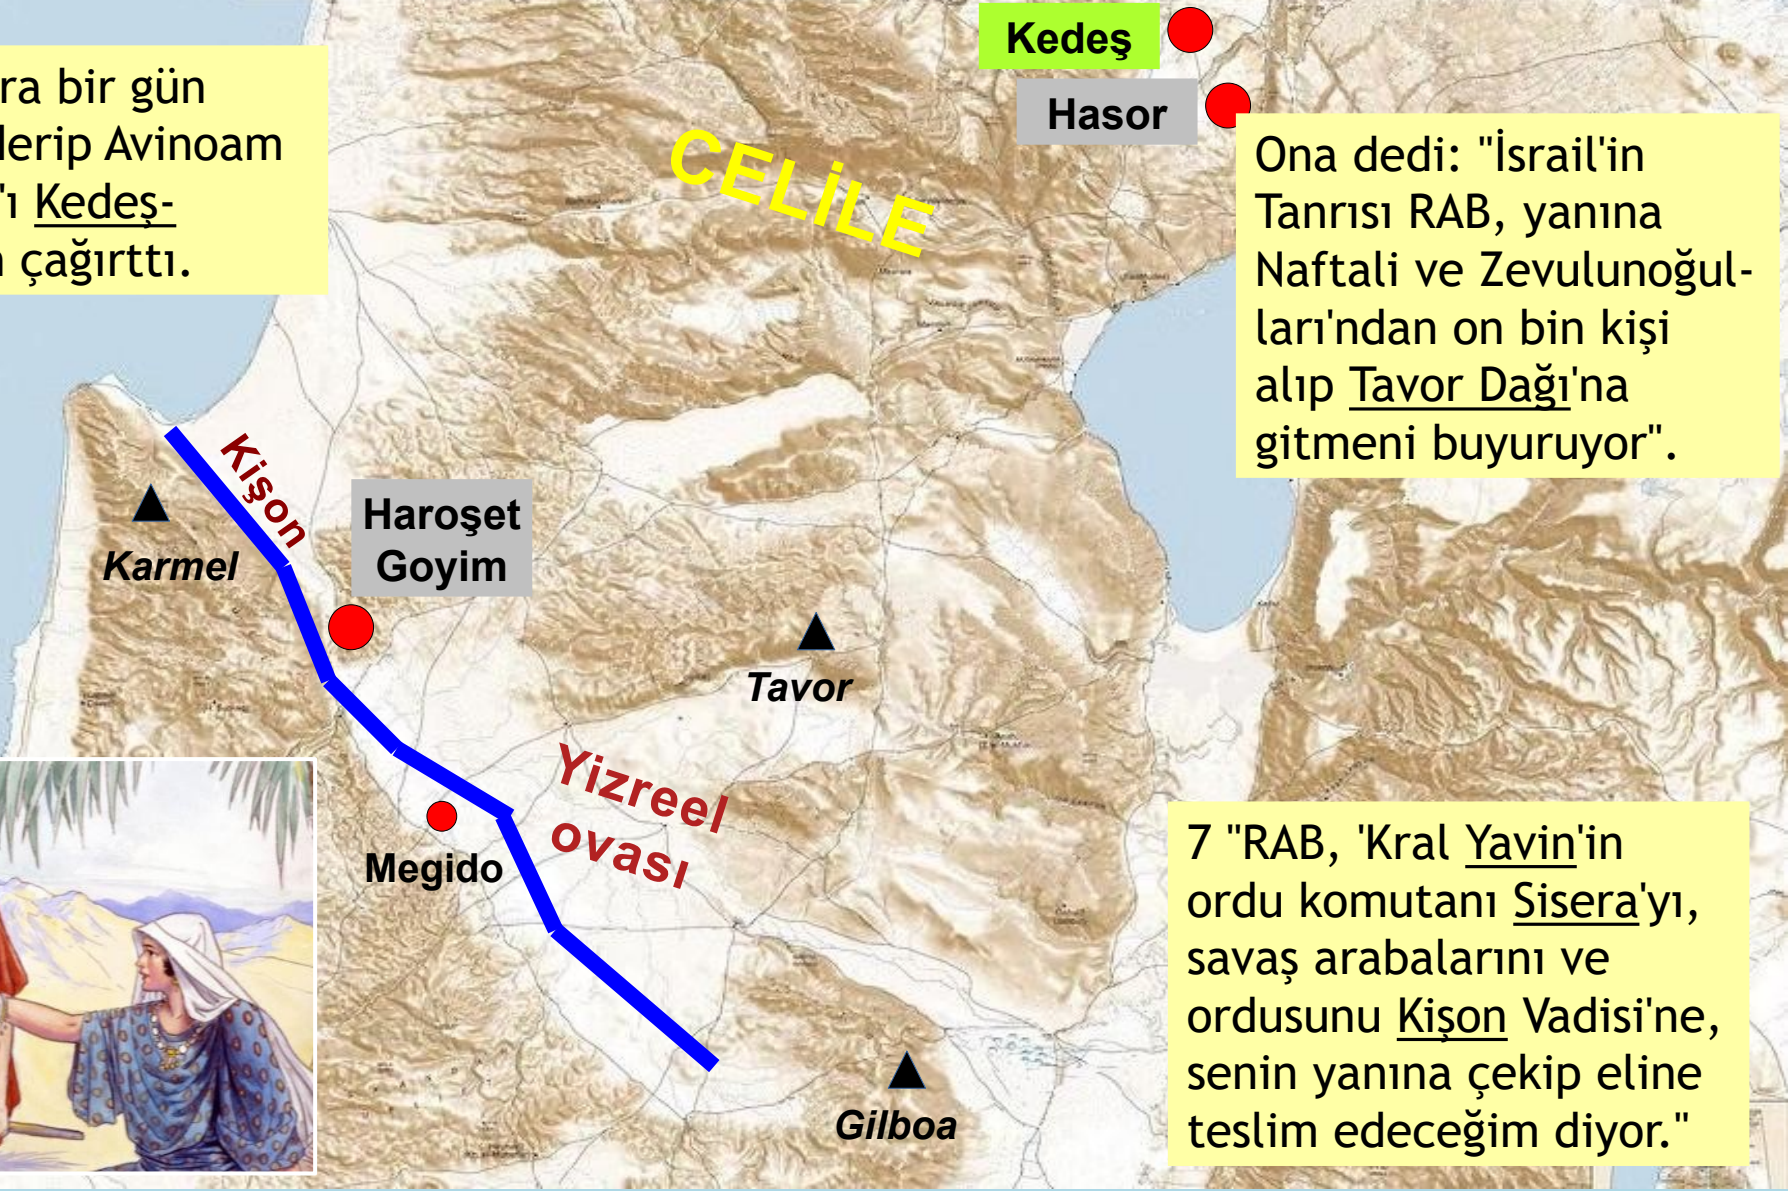 ra bir gün
derip Avinoam
'ı Kedeş-
çağırttı.
Kedeş
Hasor
CELİLE
Ona dedi: "İsrail'in
Tanrısı RAB, yanına
Naftali ve Zevulunoğul-
ları'ndan on bin kişi
alıp Tavor Dağı'na
gitmeni buyuruyor".
Kişon
Karmel
Haroşet
Goyim
Tavor
Yizreel
ovası
Megido
Gilboa
7 "RAB, 'Kral Yavin'in
ordu komutanı Sisera'yı,
savaş arabalarını ve
ordusunu Kişon Vadisi'ne,
senin yanına çekip eline
teslim edeceğim diyor."